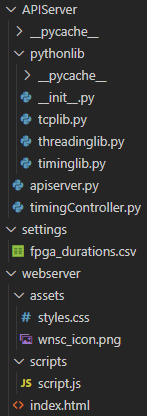 APIServer
__pycache__
pythonlib
__pycache__
__init__.py
tcplib.py
threadinglib.py
timinglib.py
apiserver.py
timingController.py
settings
fpga_durations.csv
webserver
assets
styles.css
wnsc_icon.png
scripts
JS script.js
<> index.html